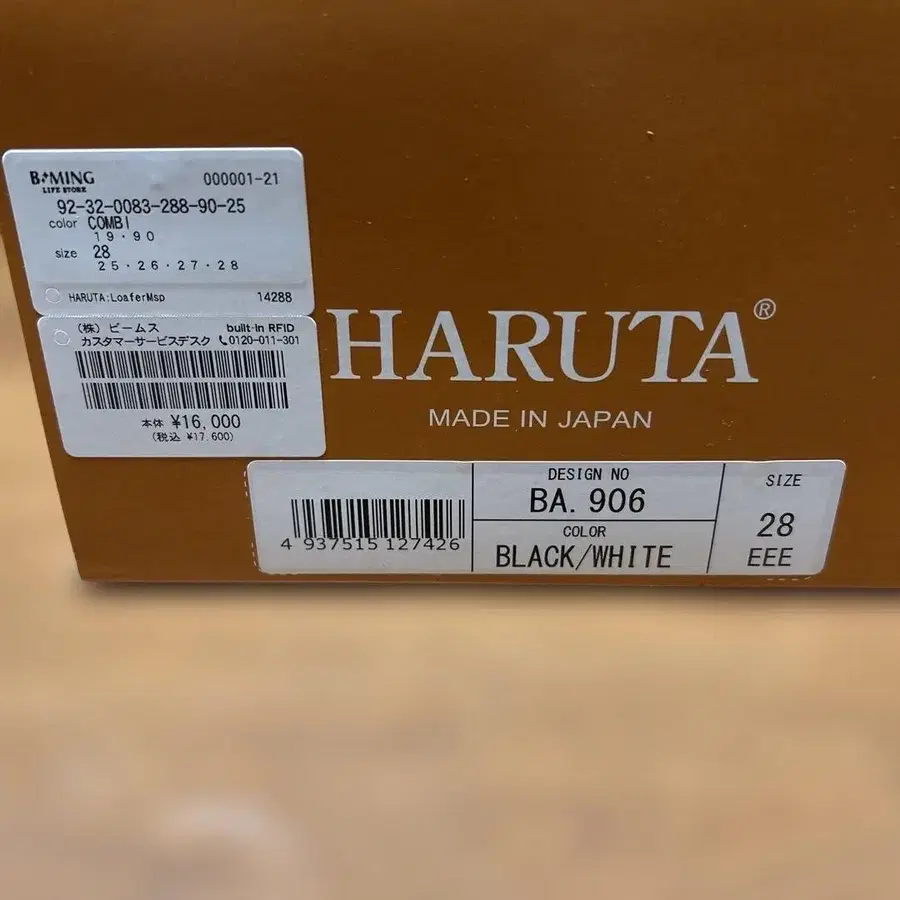 B:MING
LIFE STORE
000001-21
92-32-0083-288-90-25
color COMBI
19・90
size 28
25・26・27・28
HARUTA:LoaferMsp 14288
(株) ビームス built-in RFID
カスタマーサービスデスク 0120-011-301
本体 ¥16,000
(税込 ¥17,600)
HARUTA®
MADE IN JAPAN
4 937515 127426
DESIGN NO
BA. 906
COLOR
BLACK/WHITE
SIZE
28
EEE